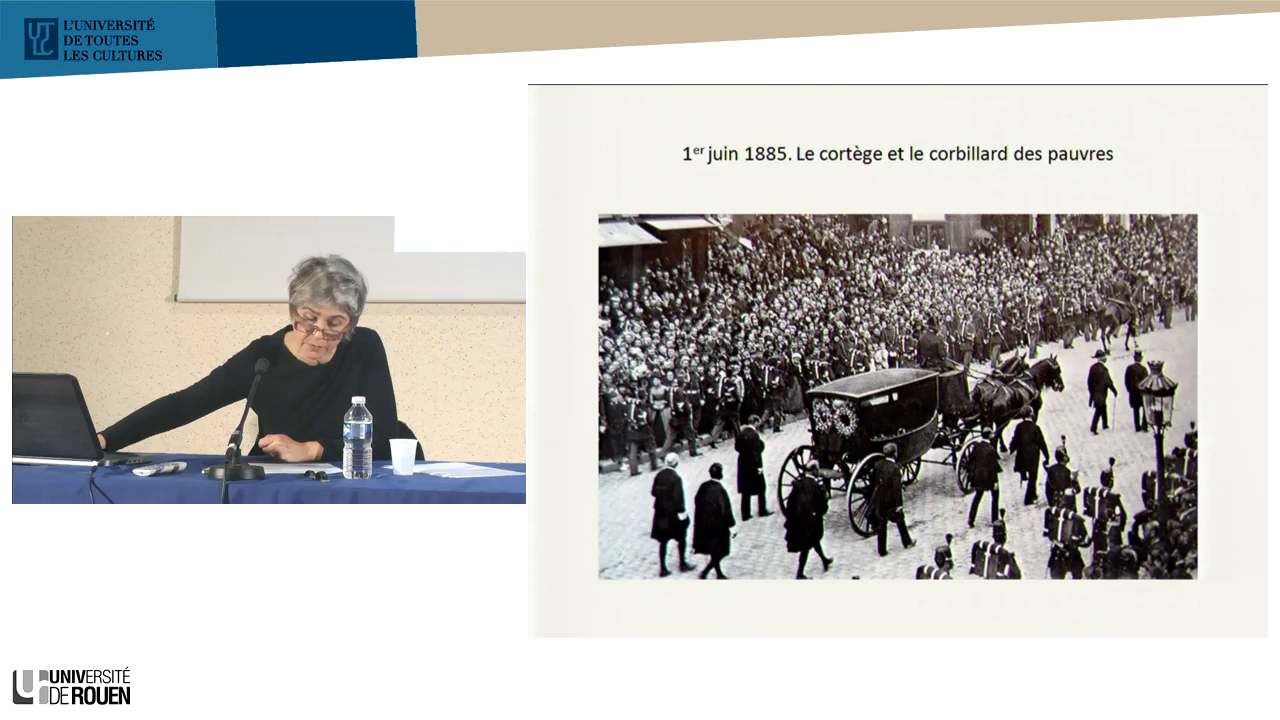 L'UNIVERSITÉ
DE TOUTES
LES CULTURES
1er juin 1885. Le cortège et le corbillard des pauvres
UNIVERSITÉ
DE ROUEN